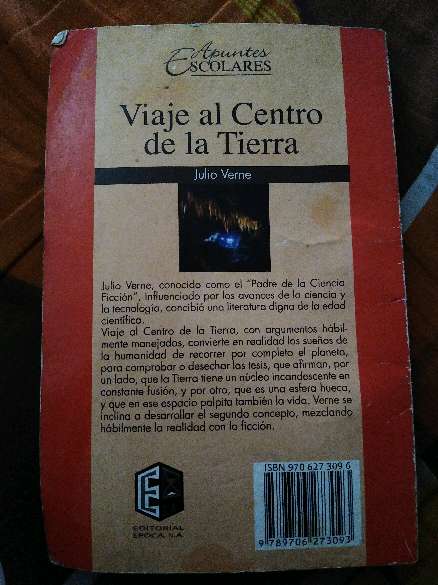 Apuntes
ESCOLARES
Viaje al Centro
de la Tierra
Julio Verne
Julio Verne, conocido como el "Padre de la Ciencia
Ficción", influenciado por los avances de la ciencia y
la tecnología, concibió una literatura digna de la edad
científica.
Viaje al Centro de la Tierra, con argumentos hábil-
mente manejados, convierte en realidad los sueños de
la humanidad de recorrer por completo el planeta,
para comprobar o desechar las tesis, que afirman, por
un lado, que la Tierra tiene un núcleo incandescente en
constante fusión, y por otro, que es una esfera hueca,
y que en ese espacio palpita también la vida. Verne se
inclina a desarrollar el segundo concepto, mezclando
hábilmente la realidad con la ficción.
ISBN 970 627 309 6
9 789706 273093
EDITORIAL
EPOCA, S.A.